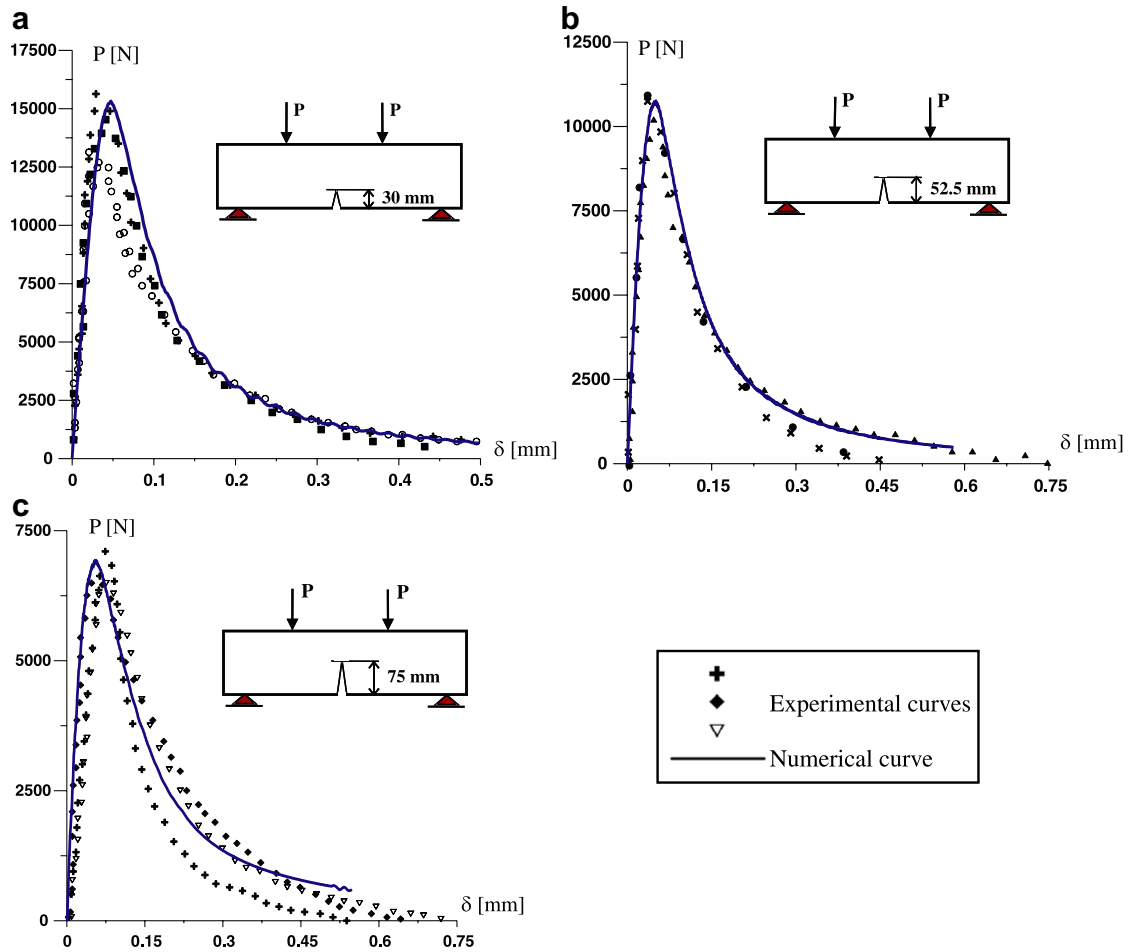 a
P [N]
17500
15000
12500
10000
7500
5000
2500
0
0
0.1
0.2
0.3
0.4
0.5
δ [mm]
P
P
30 mm
b
P [N]
12500
10000
7500
5000
2500
0
0
0.15
0.3
0.45
0.6
0.75
δ [mm]
P
P
52.5 mm
c
P [N]
7500
5000
2500
0
0
0.15
0.3
0.45
0.6
0.75
δ [mm]
P
P
75 mm
Experimental curves
Numerical curve